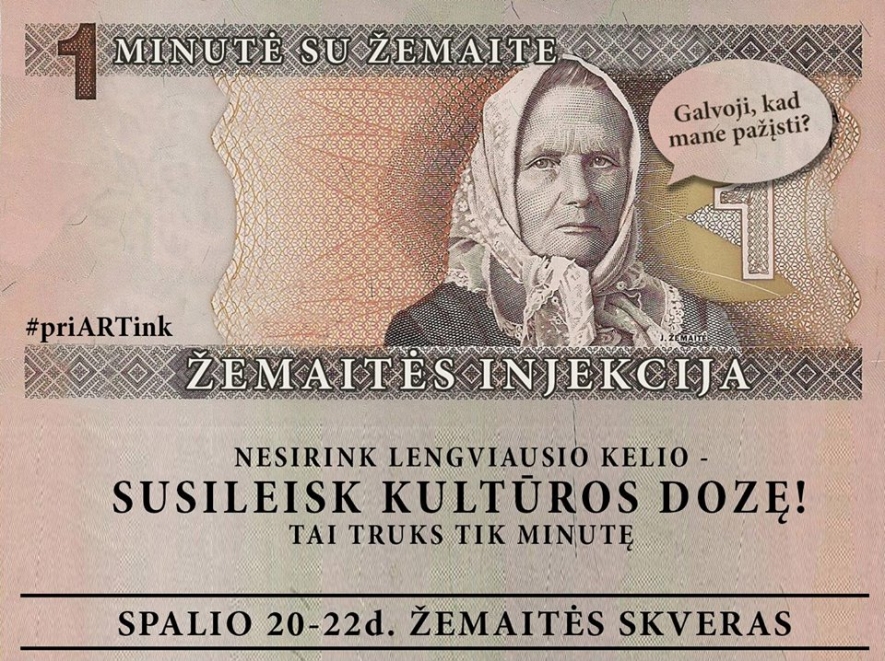 1 MINUTĖ SU ŽEMAITE
Galvoji, kad
mane pažįsti?
1
#priARTink
J. ŽEMAITĖ
ŽEMAITĖS INJEKCIJA
NESIRINK LENGVIAUSIO KELIO -
SUSILEISK KULTŪROS DOZĘ!
TAI TRUKS TIK MINUTĘ
SPALIO 20-22d. ŽEMAITĖS SKVERAS